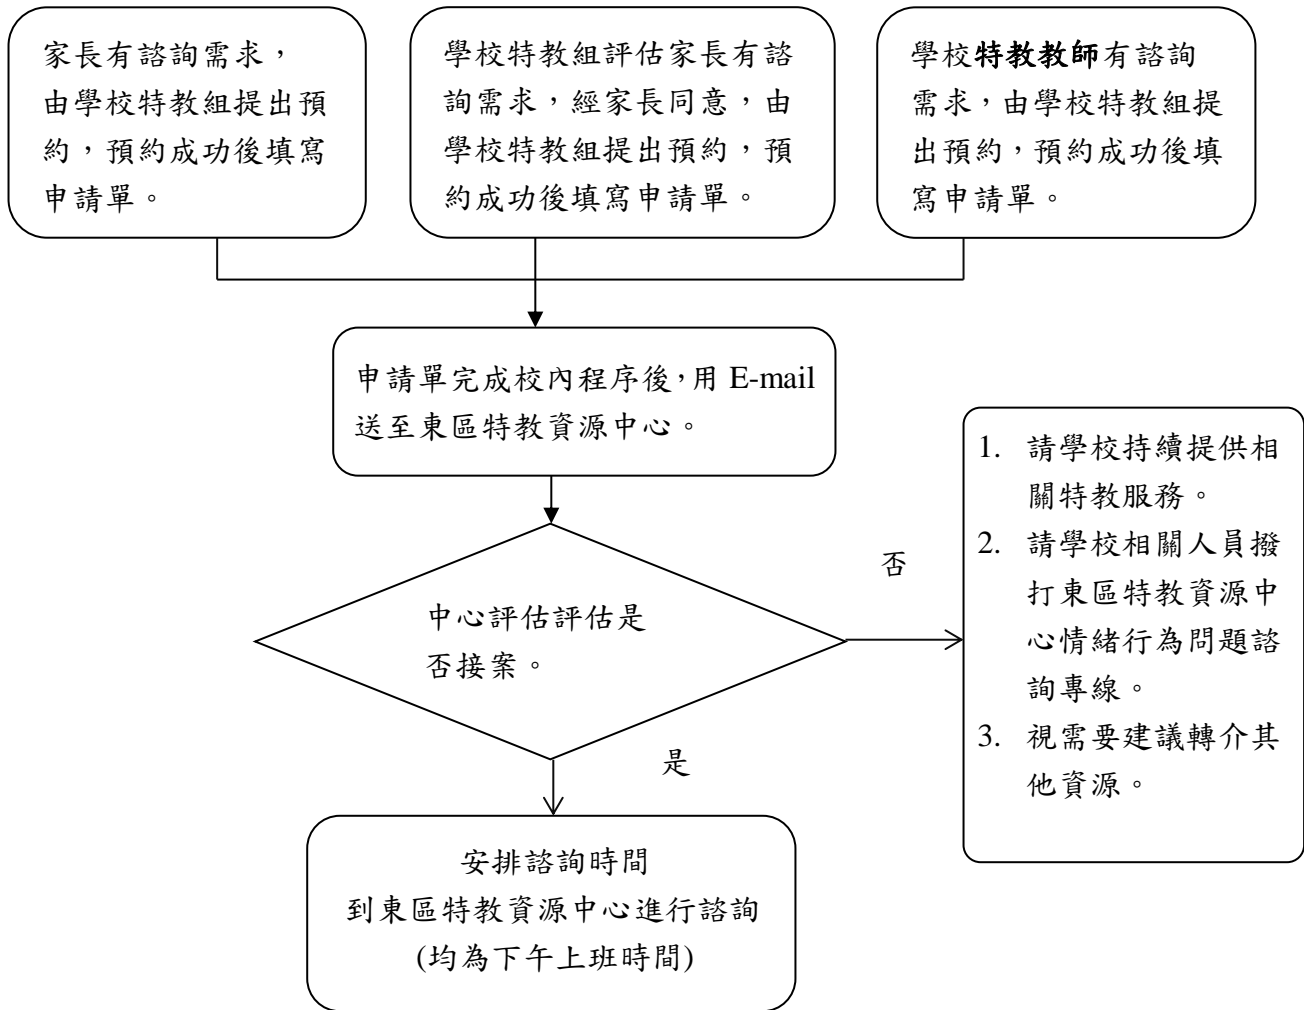 家長有諮詢需求，
由學校特教組提出預
約，預約成功後填寫
申請單。
學校特教組評估家長有諮
詢需求，經家長同意，由
學校特教組提出預約，預
約成功後填寫申請單。
學校特教教師有諮詢
需求，由學校特教組提
出預約，預約成功後填
寫申請單。
申請單完成校內程序後，用 E-mail
送至東區特教資源中心。
中心評估評估是
否接案。
否
1. 請學校持續提供相
關特教服務。
2. 請學校相關人員撥
打東區特教資源中
心情緒行為問題諮
詢專線。
3. 視需要建議轉介其
他資源。
是
安排諮詢時間
到東區特教資源中心進行諮詢
(均為下午上班時間)